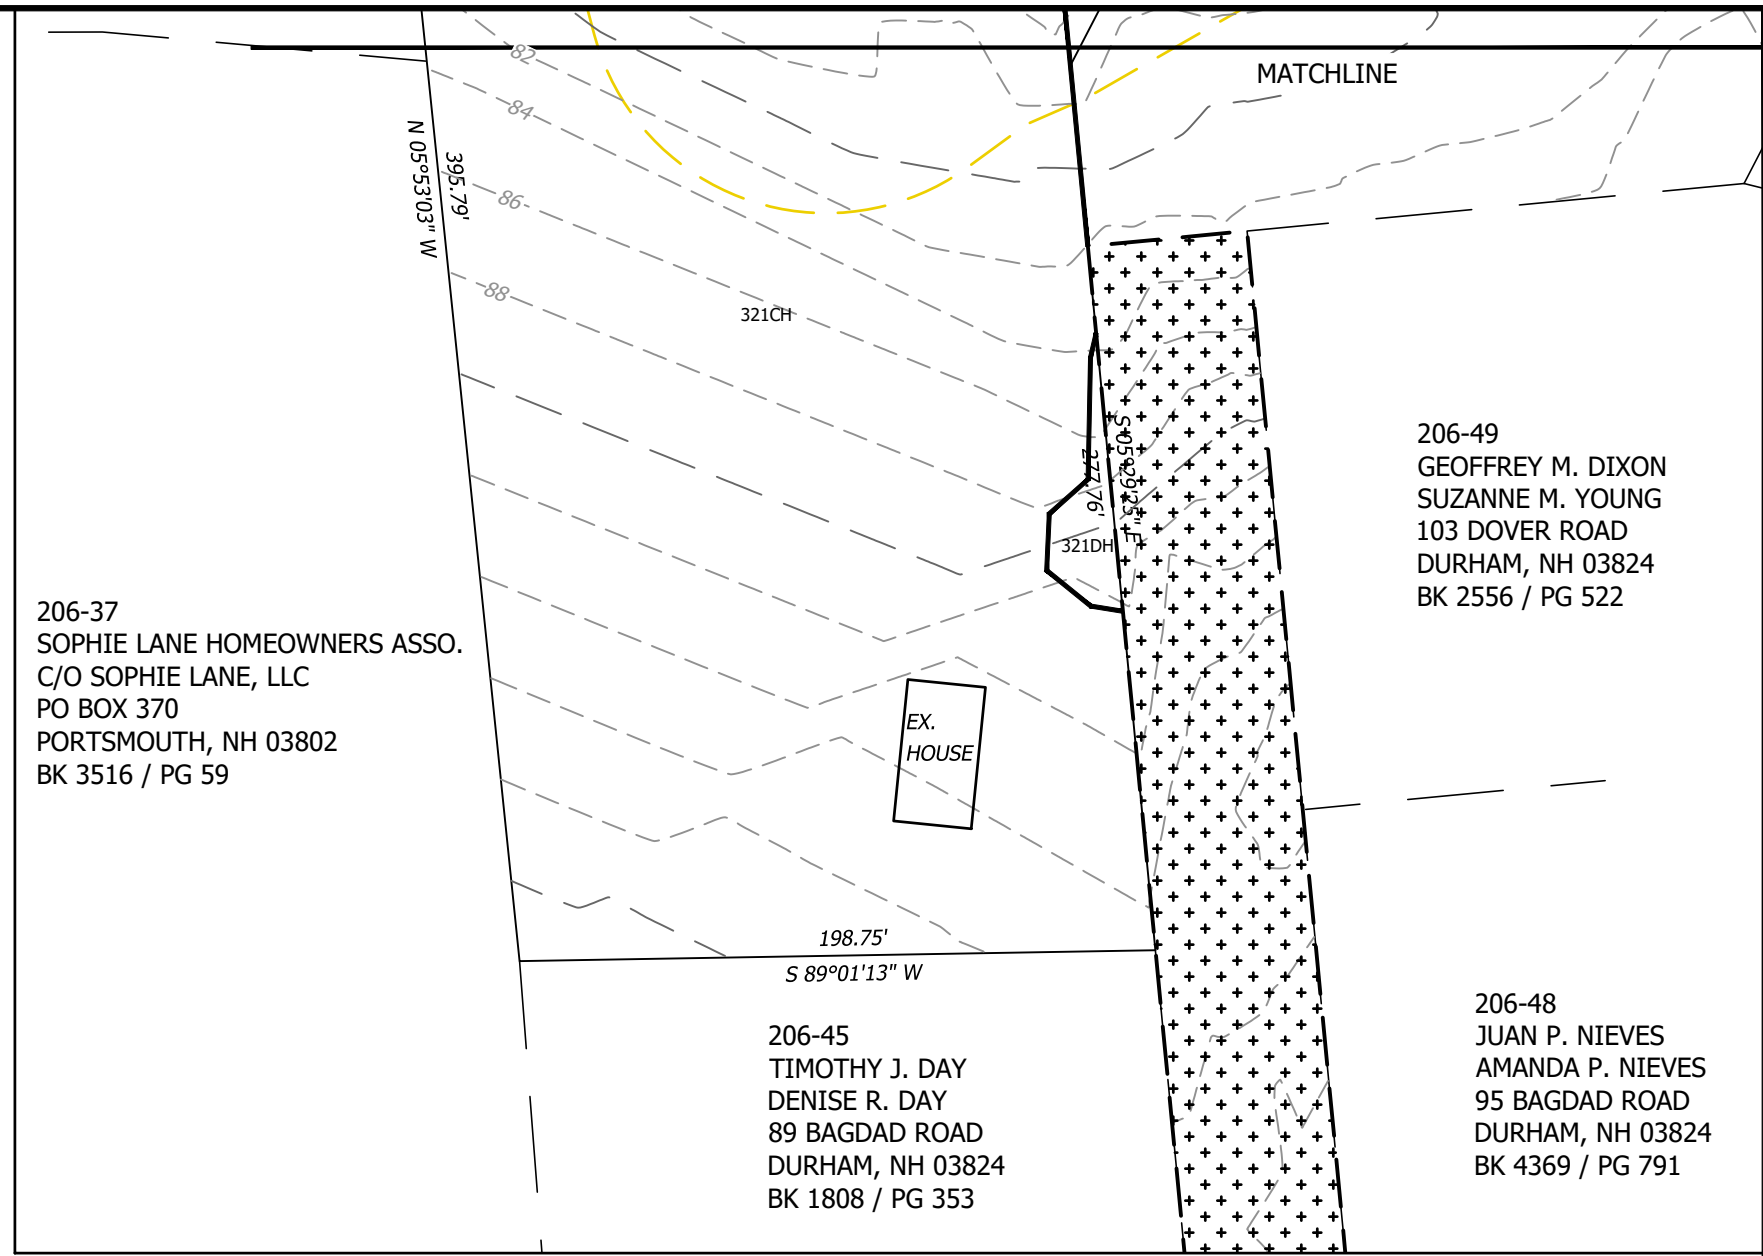 MATCHLINE
82
84
86
88
N 05°53'03" W
395.79'
321CH
S 05°29'25" E
277.76'
321DH
206-49
GEOFFREY M. DIXON
SUZANNE M. YOUNG
103 DOVER ROAD
DURHAM, NH 03824
BK 2556 / PG 522
206-37
SOPHIE LANE HOMEOWNERS ASSO.
C/O SOPHIE LANE, LLC
PO BOX 370
PORTSMOUTH, NH 03802
BK 3516 / PG 59
EX.
HOUSE
198.75'
S 89°01'13" W
206-45
TIMOTHY J. DAY
DENISE R. DAY
89 BAGDAD ROAD
DURHAM, NH 03824
BK 1808 / PG 353
206-48
JUAN P. NIEVES
AMANDA P. NIEVES
95 BAGDAD ROAD
DURHAM, NH 03824
BK 4369 / PG 791